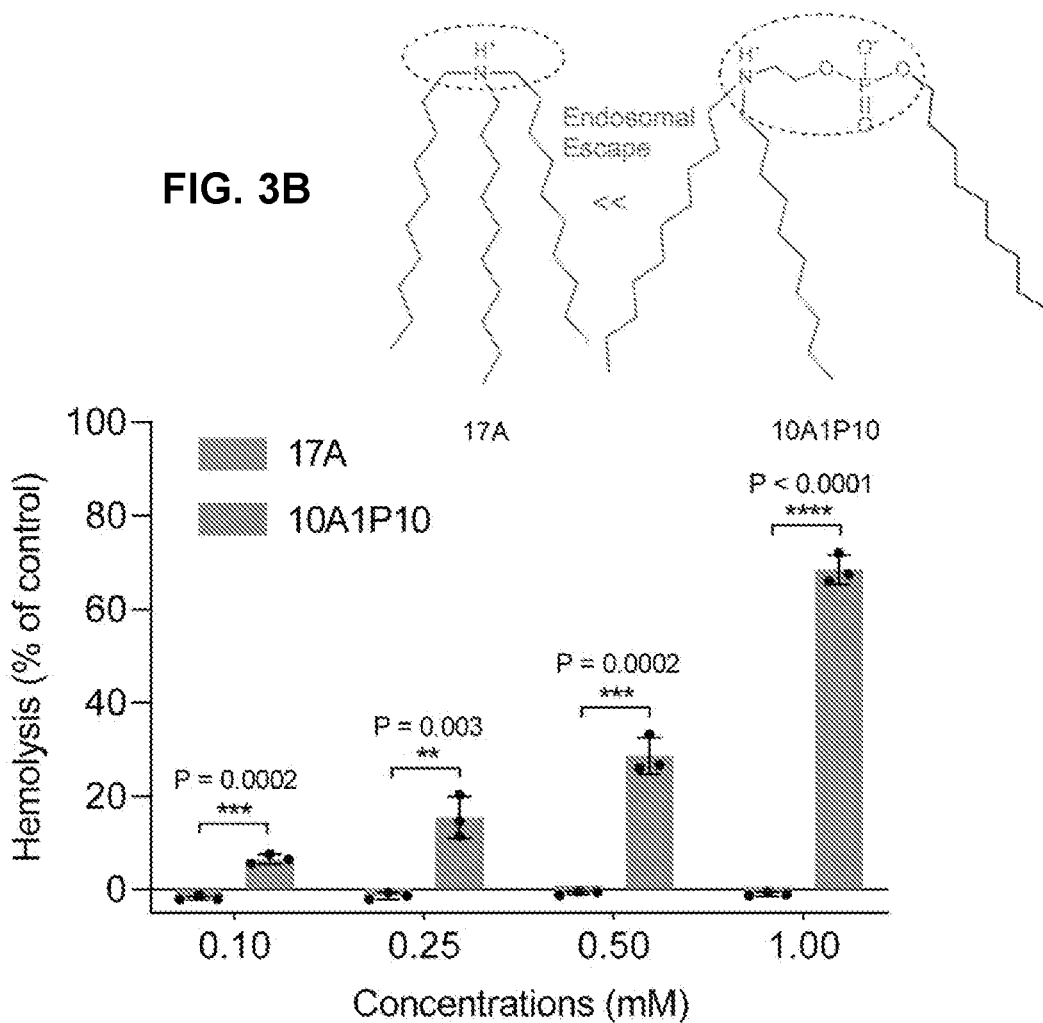 H⁺
N
H⁺
N
O
O⁻
P
O
O
Endosomal
Escape
<<
FIG. 3B
17A
10A1P10
17A
10A1P10
P < 0.0001
****
P = 0.0002
***
P = 0.003
**
P = 0.0002
***
100
80
60
40
20
0
Hemolysis (% of control)
0.10
0.25
0.50
1.00
Concentrations (mM)